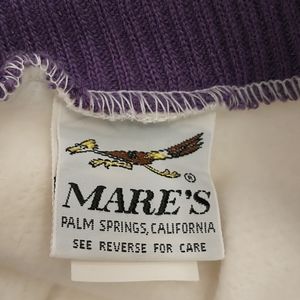 ®
MARE'S
PALM SPRINGS, CALIFORNIA
SEE REVERSE FOR CARE